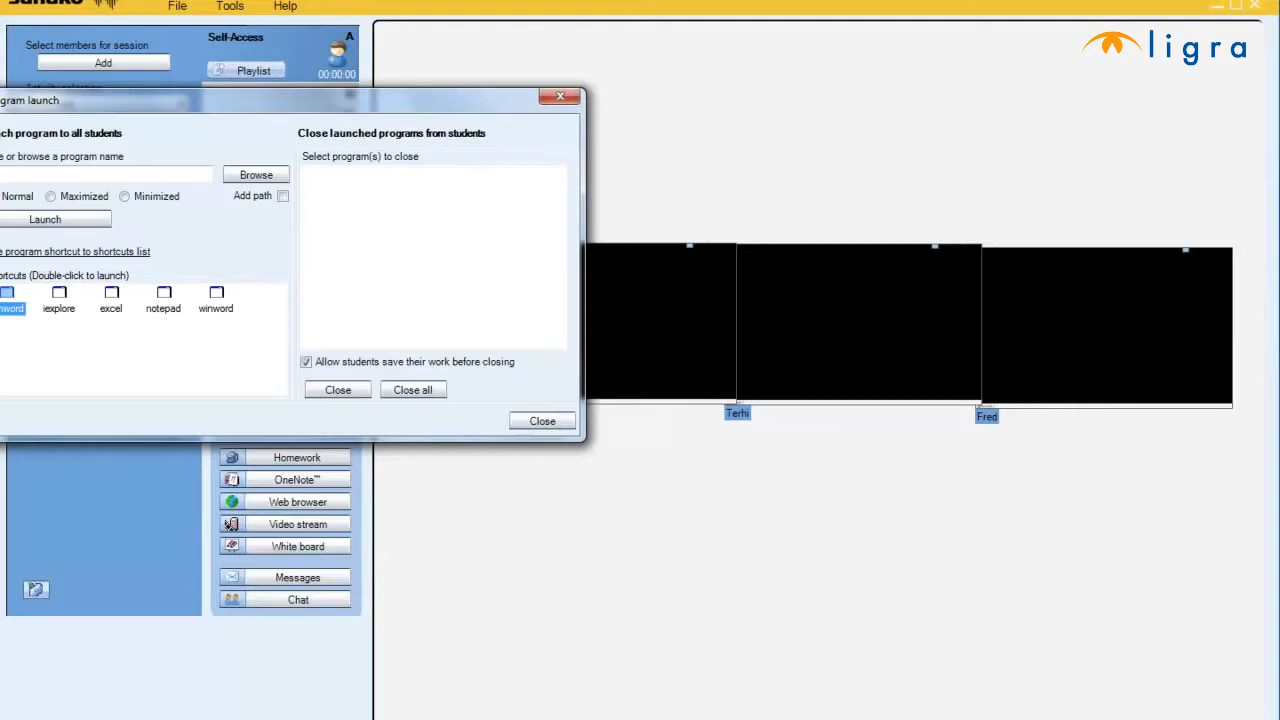 File Tools Help
ligra
Select members for session
Add
Self-Access
A
Playlist
00:00:00
gram launch
ch program to all students
e or browse a program name
Browse
Normal Maximized Minimized
Add path
Launch
e program shortcut to shortcuts list
rtcuts (Double-click to launch)
word iexplore excel notepad winword
Close launched programs from students
Select program(s) to close
Allow students save their work before closing
Close Close all
Close
Terhi
Fred
Homework
OneNote™
Web browser
Video stream
White board
Messages
Chat